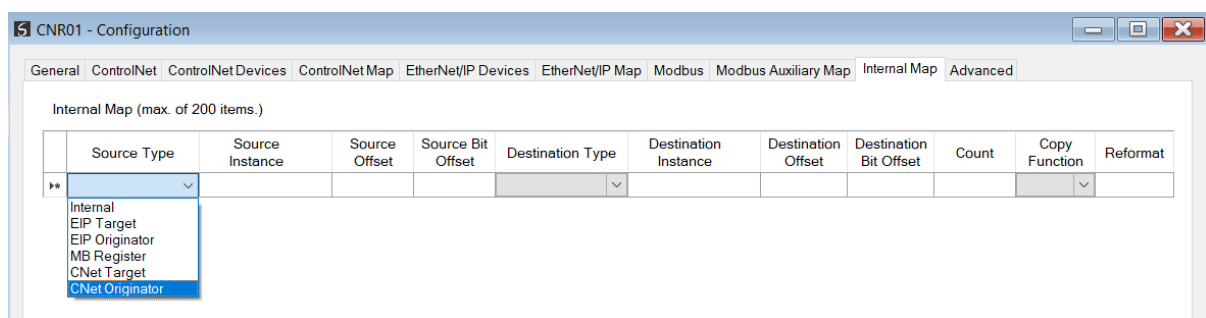 CNR01 - Configuration
General ControlNet ControlNet Devices ControlNet Map EtherNet/IP Devices EtherNet/IP Map Modbus Modbus Auxiliary Map Internal Map Advanced
Internal Map (max. of 200 items.)
Source Type Source Instance Source Offset Source Bit Offset Destination Type Destination Instance Destination Offset Destination Bit Offset Count Copy Function Reformat
Internal
EIP Target
EIP Originator
MB Register
CNet Target
CNet Originator